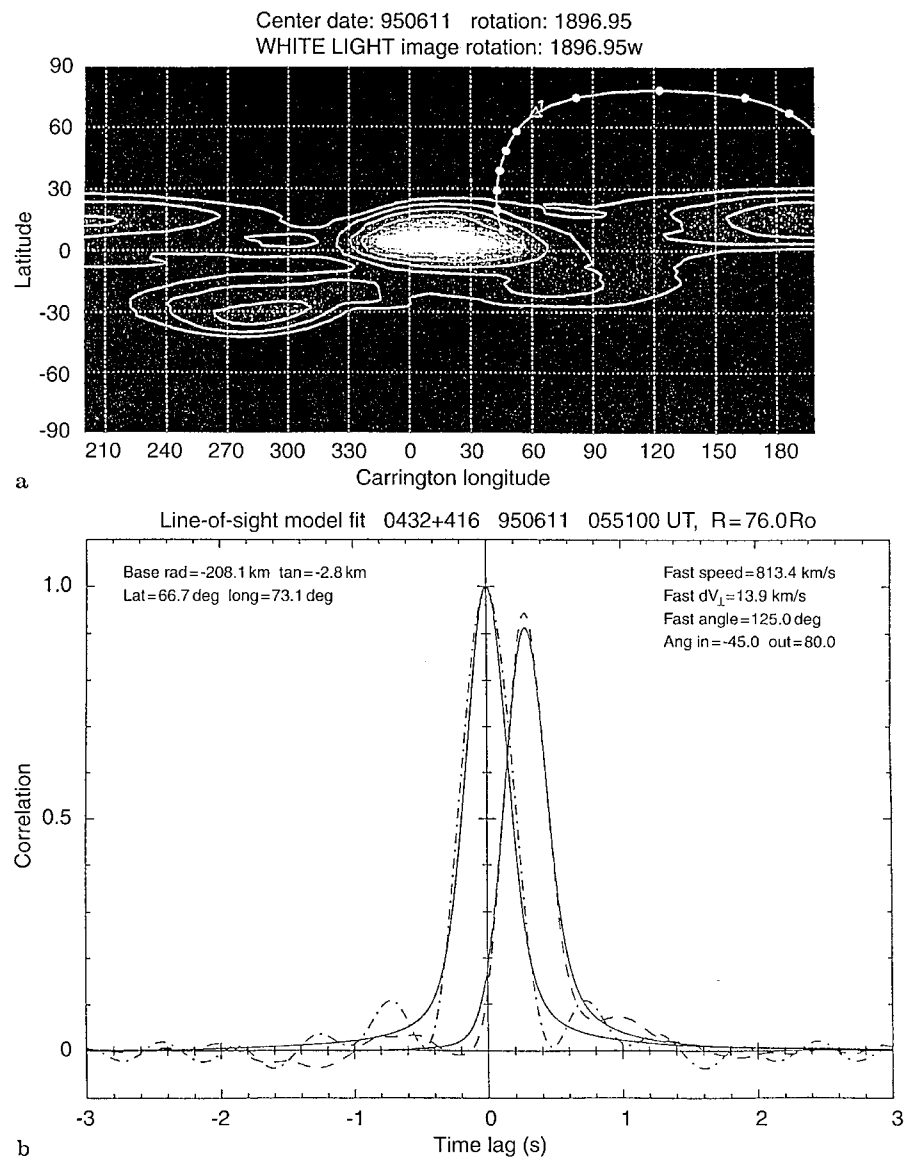 Center date: 950611 rotation: 1896.95
WHITE LIGHT image rotation: 1896.95w
90
60
30
0
-30
-60
-90
Latitude
1
210 240 270 300 330 0 30 60 90 120 150 180
Carrington longitude
a
Line-of-sight model fit 0432+416 950611 055100 UT, R=76.0Ro
Base rad=-208.1 km tan=-2.8 km
Lat=66.7 deg long=73.1 deg
Fast speed=813.4 km/s
Fast dV⊥=13.9 km/s
Fast angle=125.0 deg
Ang in=-45.0 out=80.0
1.0
0.5
0
Correlation
-3 -2 -1 0 1 2 3
Time lag (s)
b